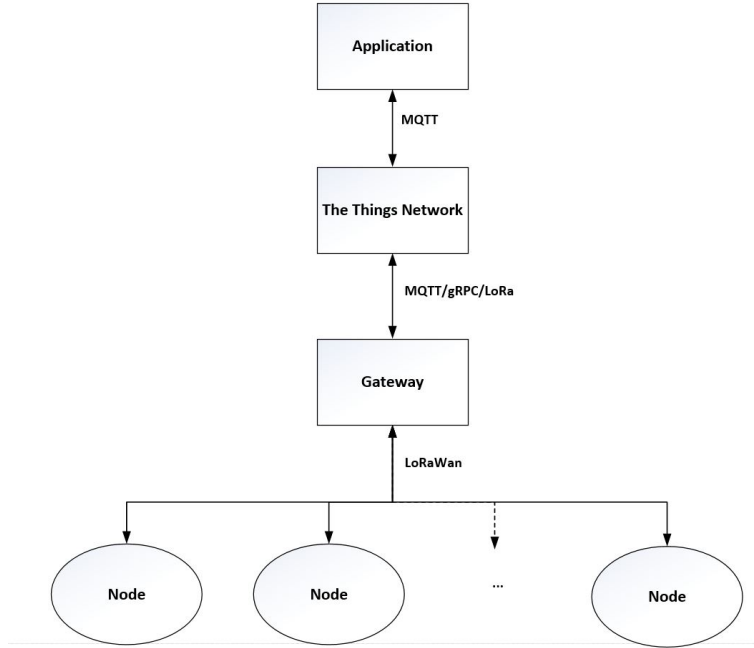 Application
MQTT
The Things Network
MQTT/gRPC/LoRa
Gateway
LoRaWan
Node
Node
...
Node